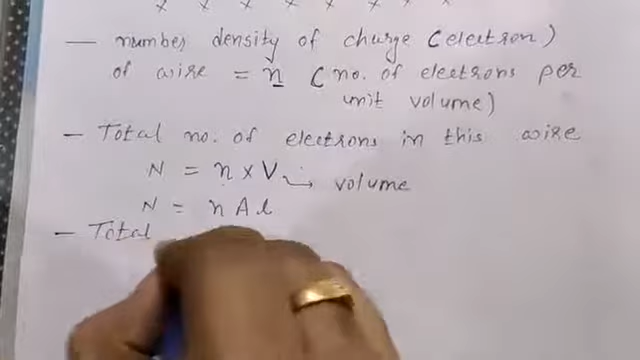 x x x x x x x
— number density of charge (electron)
of wire = n (no. of electrons per
unit volume)
— Total no. of electrons in this wire
N = n x V → volume
N = n A l
— Total